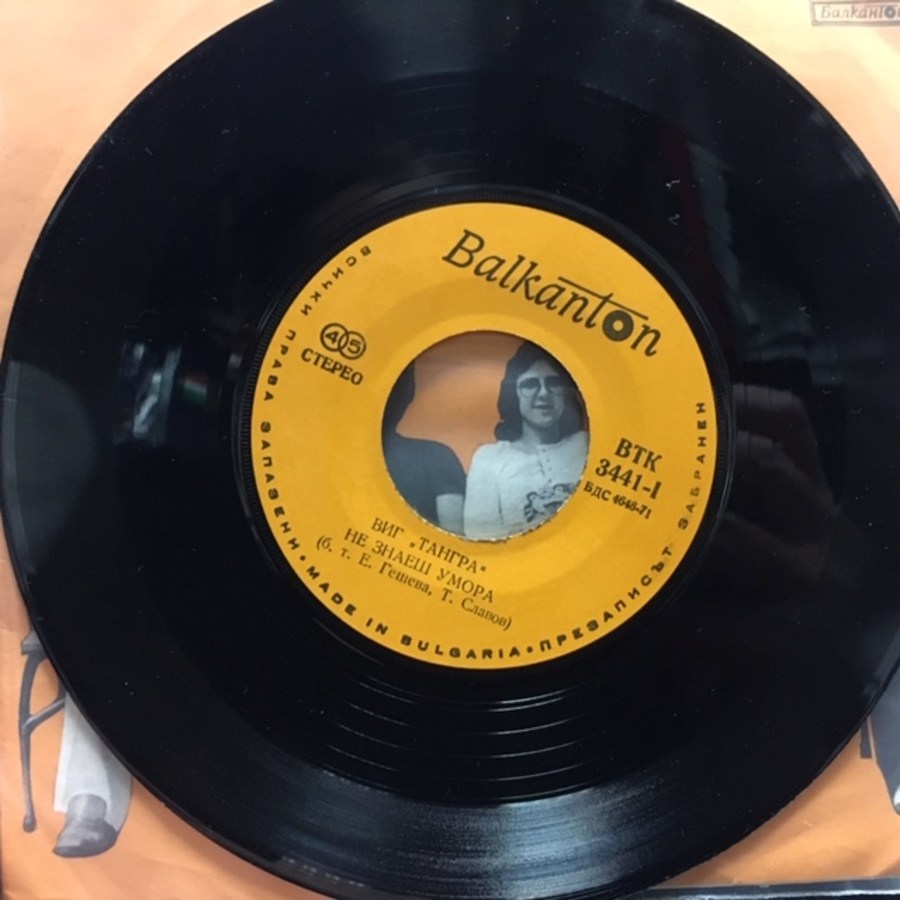 Balkanton
Balkanton
45
СТЕРЕО
ВТК
3441-I
БДС 4648-71
ВИГ „ТАНГРА"
НЕ ЗНАЕШ УМОРА
(б. т. Е. Гешева, Т. Славов)
ВСИЧКИ ПРАВА ЗАПАЗЕНИ • MADE IN BULGARIA • ПРЕЗАПИСЪТ ЗАБРАНЕН